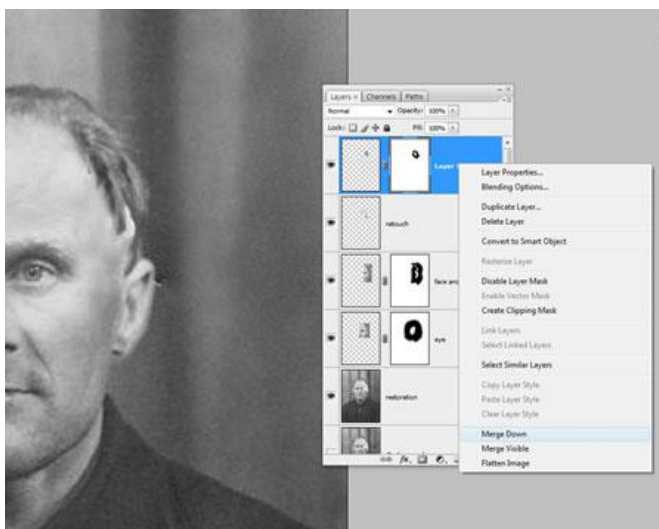 Layers × Channels Paths
Normal Opacity: 100%
Lock: Fill: 100%
Layer
retouch
face and
eye
restoration
Layer Properties...
Blending Options...
Duplicate Layer...
Delete Layer
Convert to Smart Object
Rasterize Layer
Disable Layer Mask
Enable Vector Mask
Create Clipping Mask
Link Layers
Select Linked Layers
Select Similar Layers
Copy Layer Style
Paste Layer Style
Clear Layer Style
Merge Down
Merge Visible
Flatten Image